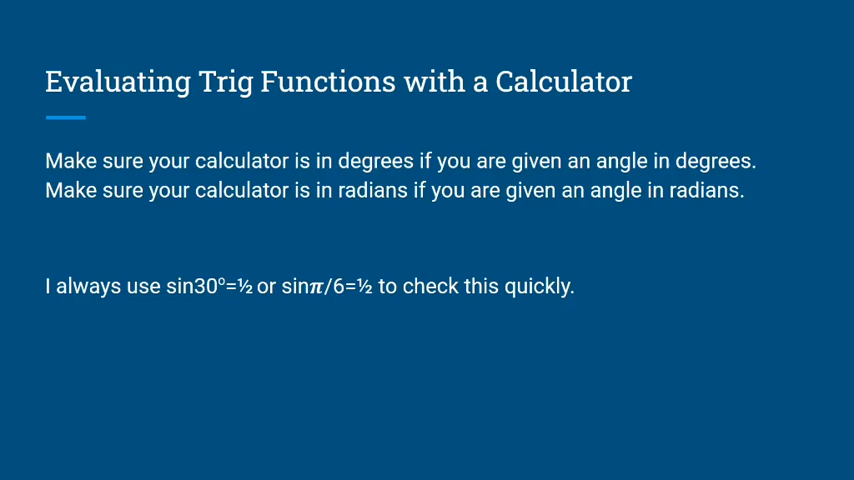 Evaluating Trig Functions with a Calculator
Make sure your calculator is in degrees if you are given an angle in degrees.
Make sure your calculator is in radians if you are given an angle in radians.
I always use sin30º=½ or sin𝝅/6=½ to check this quickly.